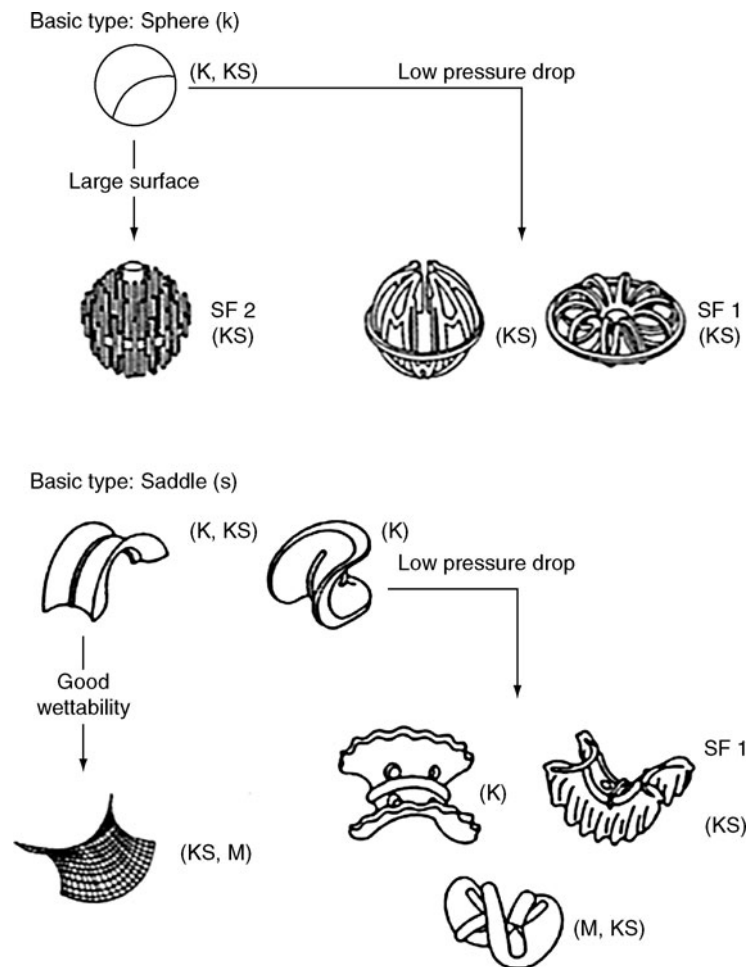 Basic type: Sphere (k)
(K, KS)
Low pressure drop
Large surface
SF 2
(KS)
(KS)
SF 1
(KS)
Basic type: Saddle (s)
(K, KS)
(K)
Low pressure drop
Good
wettability
(KS, M)
(K)
SF 1
(KS)
(M, KS)